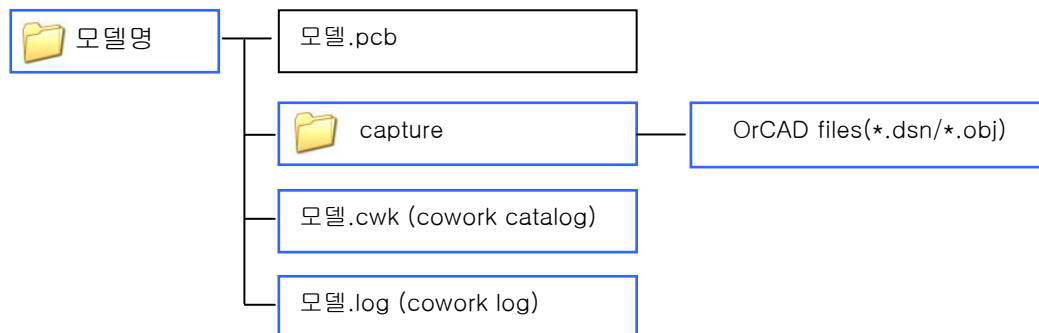 모델명
모델.pcb
capture
OrCAD files(*.dsn/*.obj)
모델.cwk (cowork catalog)
모델.log (cowork log)